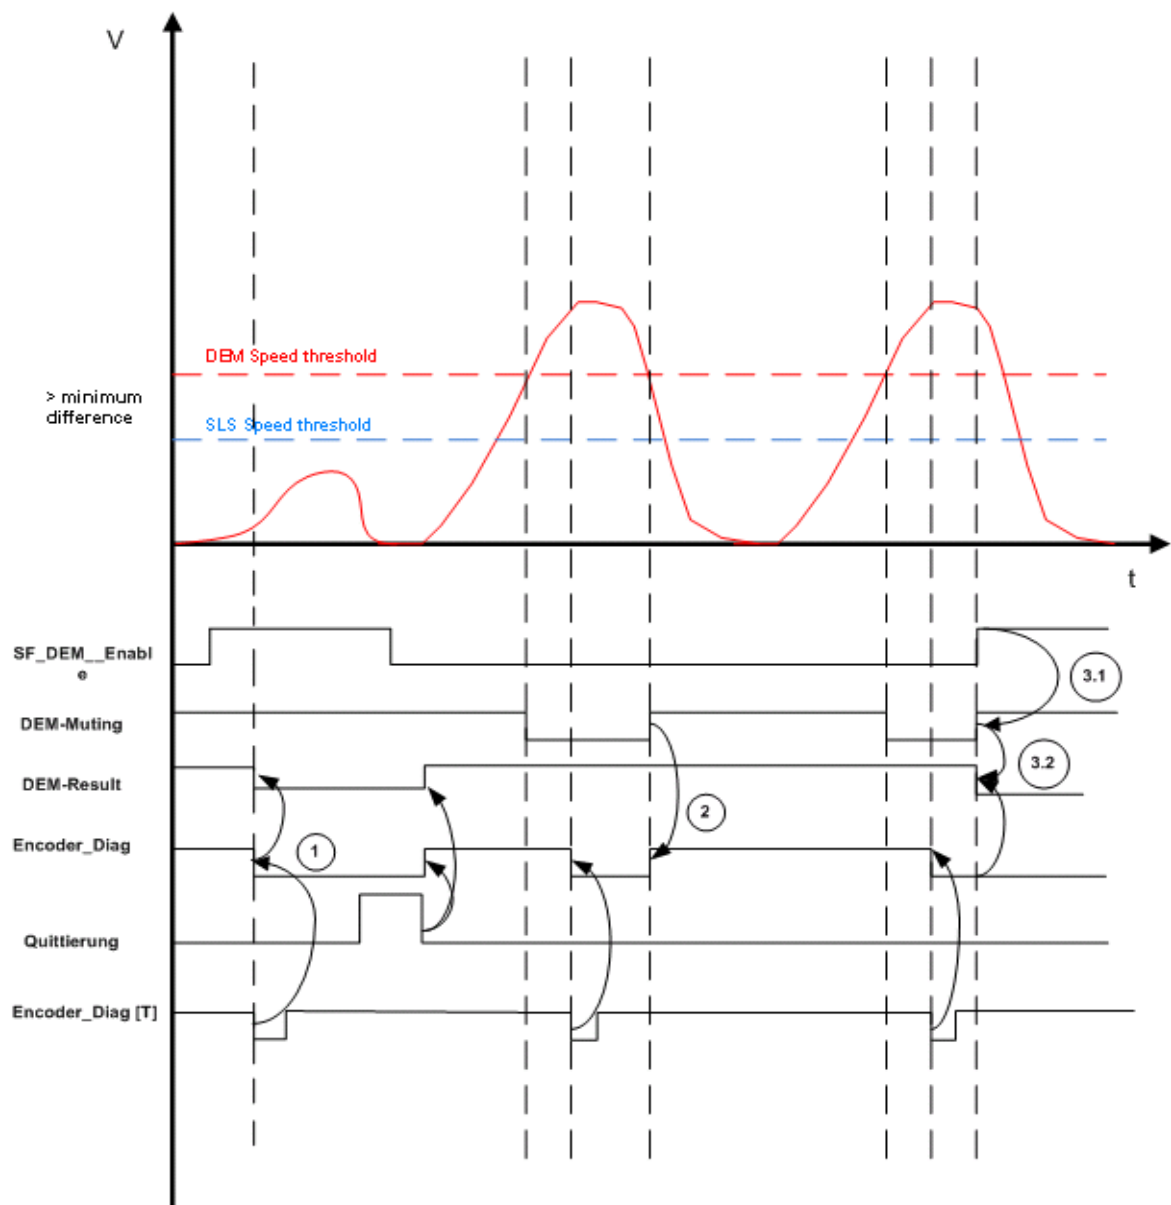 V
DEM Speed threshold
> minimum
difference
SLS Speed threshold
t
SF_DEM__Enabl
e
3.1
DEM-Muting
3.2
DEM-Result
2
Encoder_Diag
1
Quittierung
Encoder_Diag [T]